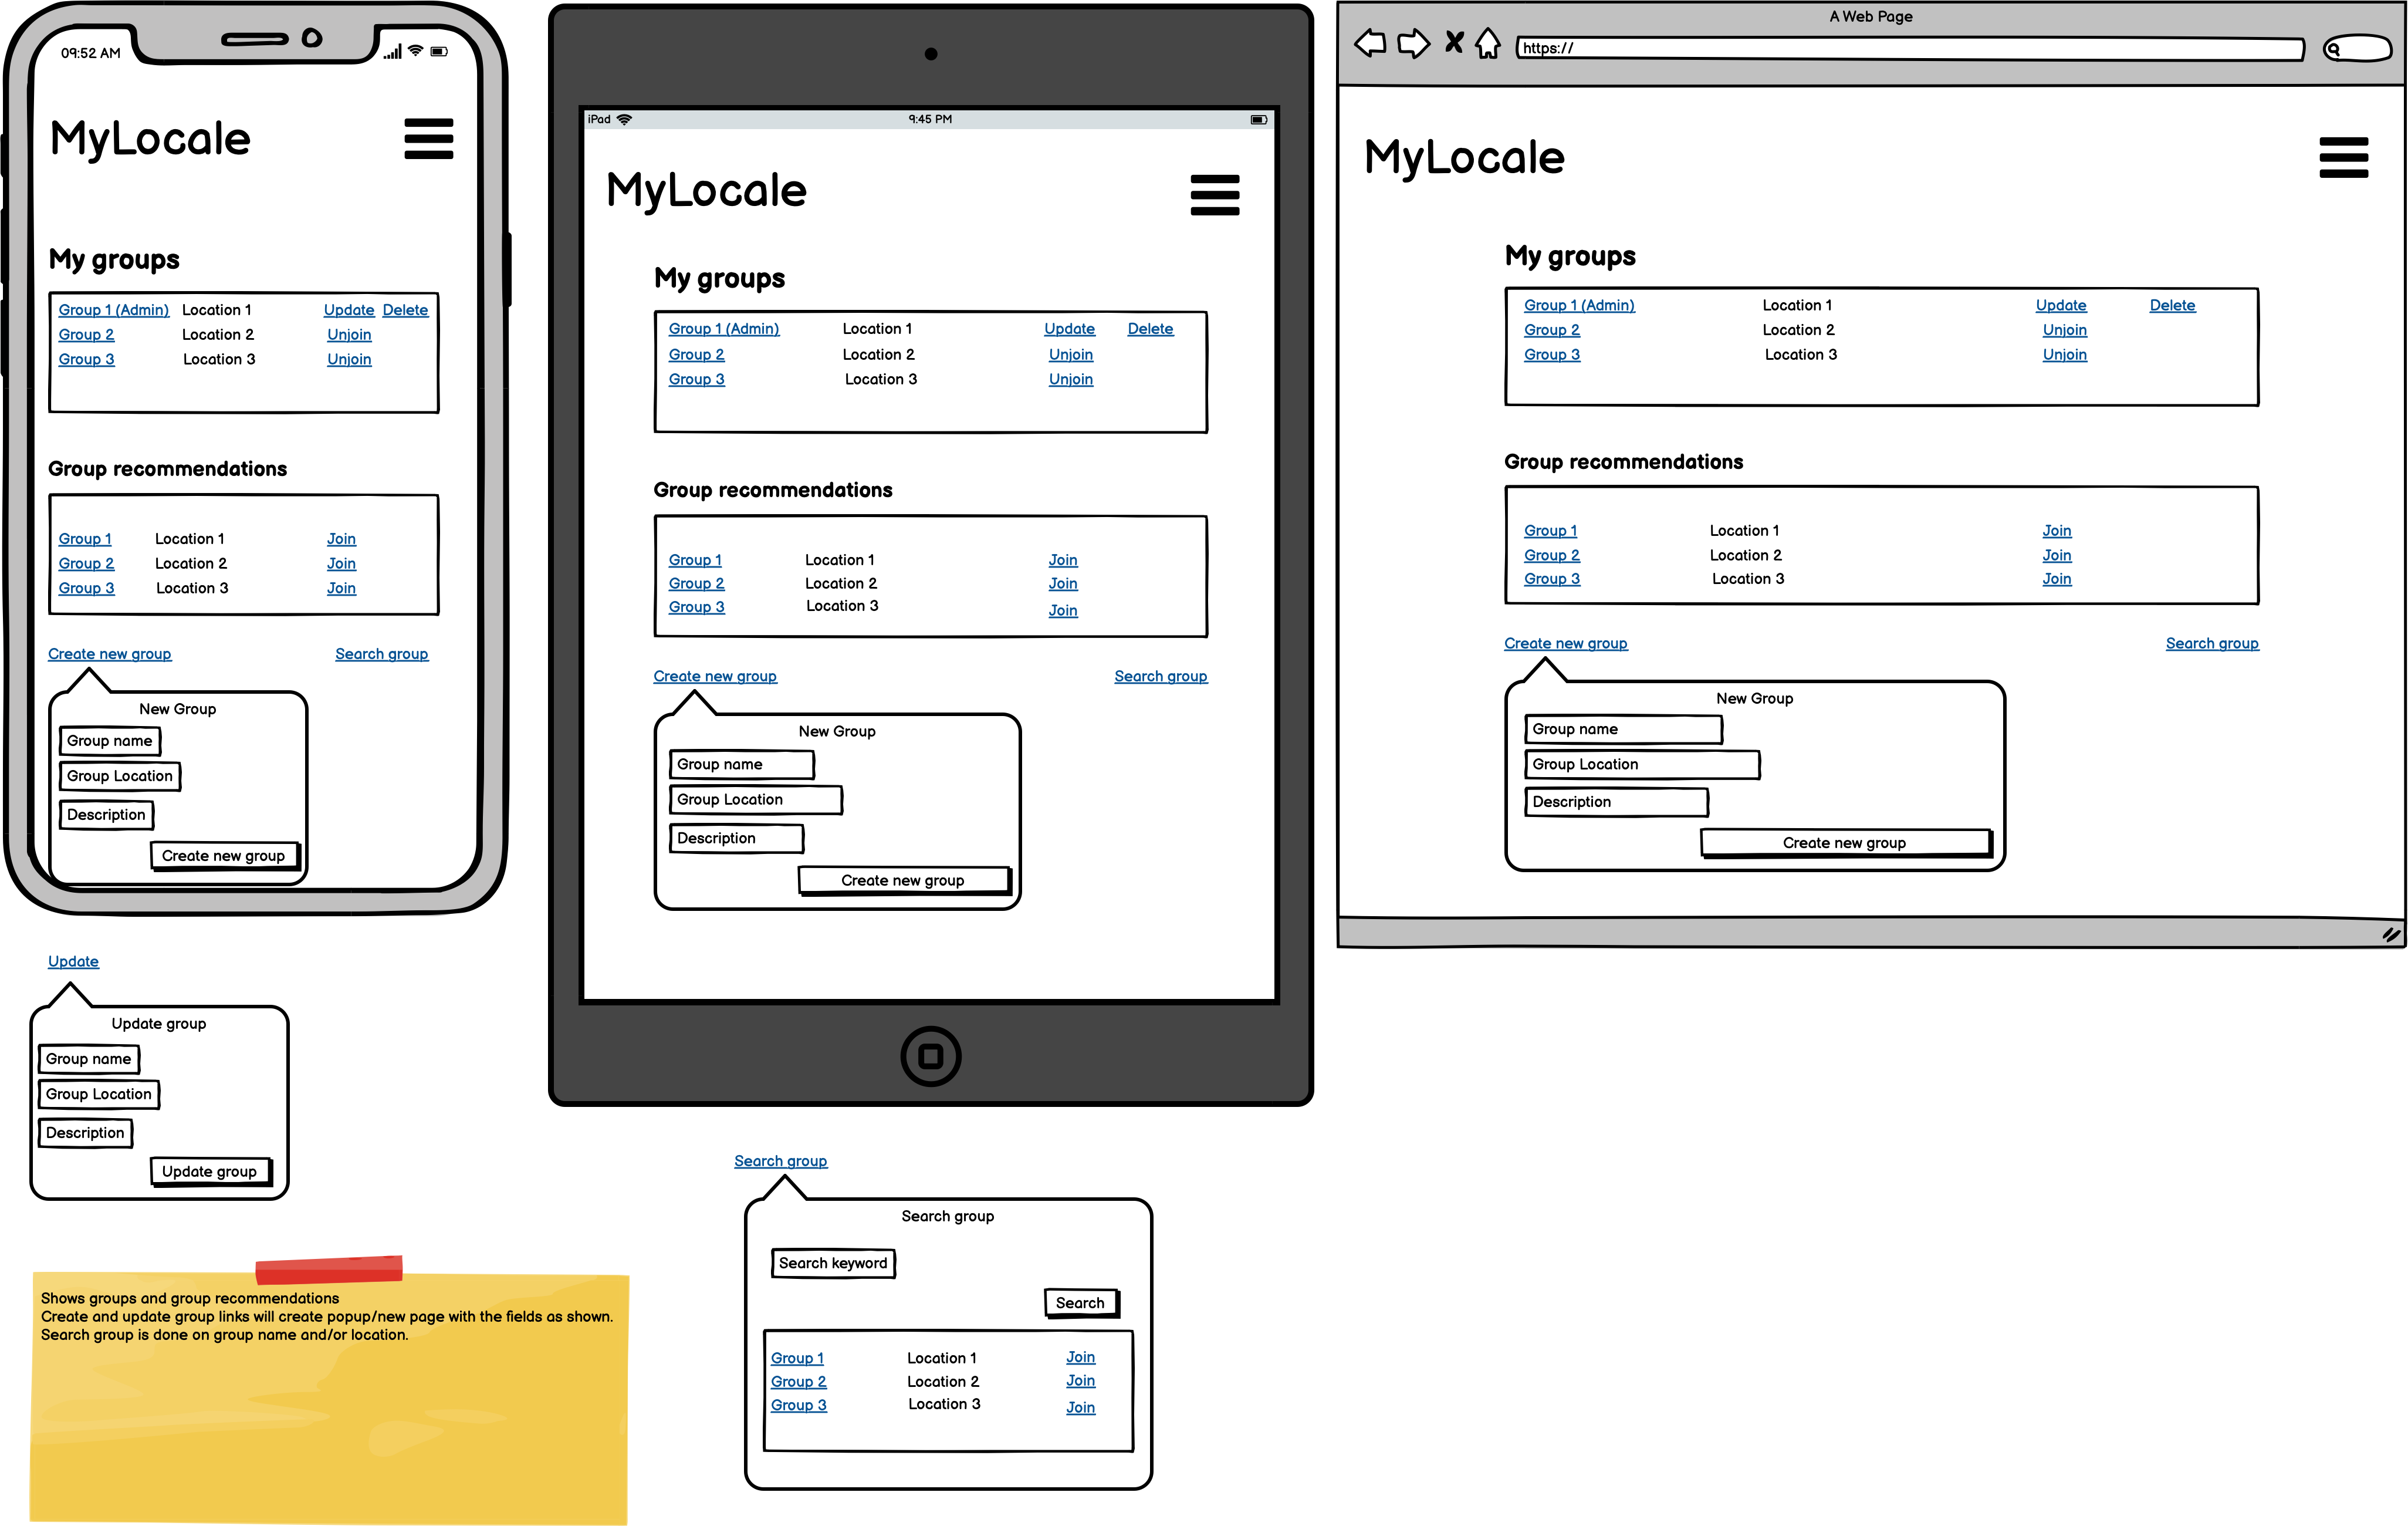 09:52 AM
MyLocale
My groups
Group 1 (Admin) Location 1 Update Delete
Group 2 Location 2 Unjoin
Group 3 Location 3 Unjoin
Group recommendations
Group 1 Location 1 Join
Group 2 Location 2 Join
Group 3 Location 3 Join
Create new group Search group
New Group
Group name
Group Location
Description
Create new group
iPad 9:45 PM
MyLocale
My groups
Group 1 (Admin) Location 1 Update Delete
Group 2 Location 2 Unjoin
Group 3 Location 3 Unjoin
Group recommendations
Group 1 Location 1 Join
Group 2 Location 2 Join
Group 3 Location 3 Join
Create new group Search group
New Group
Group name
Group Location
Description
Create new group
A Web Page
https://
MyLocale
My groups
Group 1 (Admin) Location 1 Update Delete
Group 2 Location 2 Unjoin
Group 3 Location 3 Unjoin
Group recommendations
Group 1 Location 1 Join
Group 2 Location 2 Join
Group 3 Location 3 Join
Create new group Search group
New Group
Group name
Group Location
Description
Create new group
Update
Update group
Group name
Group Location
Description
Update group
Shows groups and group recommendations
Create and update group links will create popup/new page with the fields as shown.
Search group is done on group name and/or location.
Search group
Search group
Search keyword
Search
Group 1 Location 1 Join
Group 2 Location 2 Join
Group 3 Location 3 Join